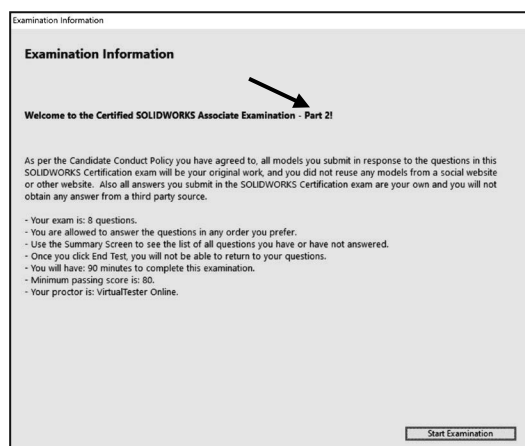 Examination Information
Examination Information
Welcome to the Certified SOLIDWORKS Associate Examination - Part 2!
As per the Candidate Conduct Policy you have agreed to, all models you submit in response to the questions in this
SOLIDWORKS Certification exam will be your original work, and you did not reuse any models from a social website
or other website. Also all answers you submit in the SOLIDWORKS Certification exam are your own and you will not
obtain any answer from a third party source.
- Your exam is: 8 questions.
- You are allowed to answer the questions in any order you prefer.
- Use the Summary Screen to see the list of all questions you have or have not answered.
- Once you click End Test, you will not be able to return to your questions.
- You will have: 90 minutes to complete this examination.
- Minimum passing score is: 80.
- Your proctor is: VirtualTester Online.
Start Examination